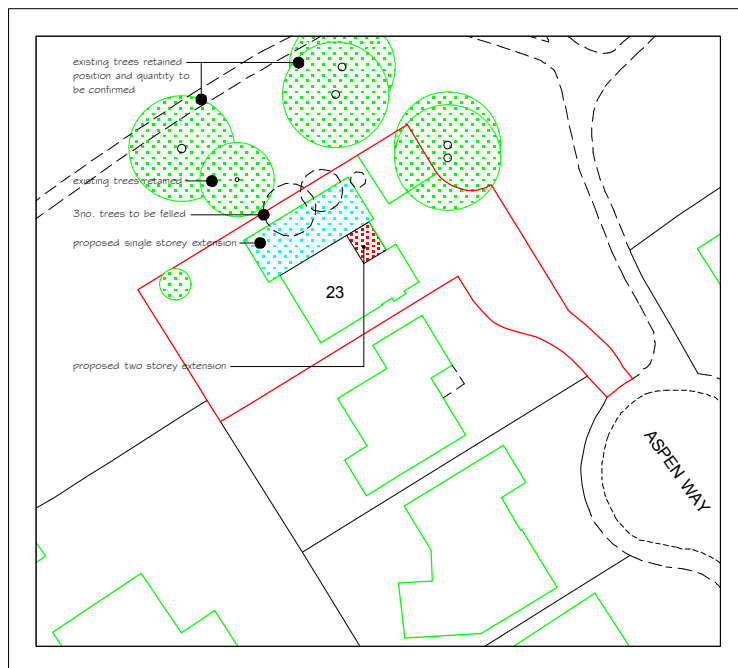 existing trees retained
position and quantity to
be confirmed
existing trees retained
3no. trees to be felled
proposed single storey extension
23
proposed two storey extension
ASPEN WAY